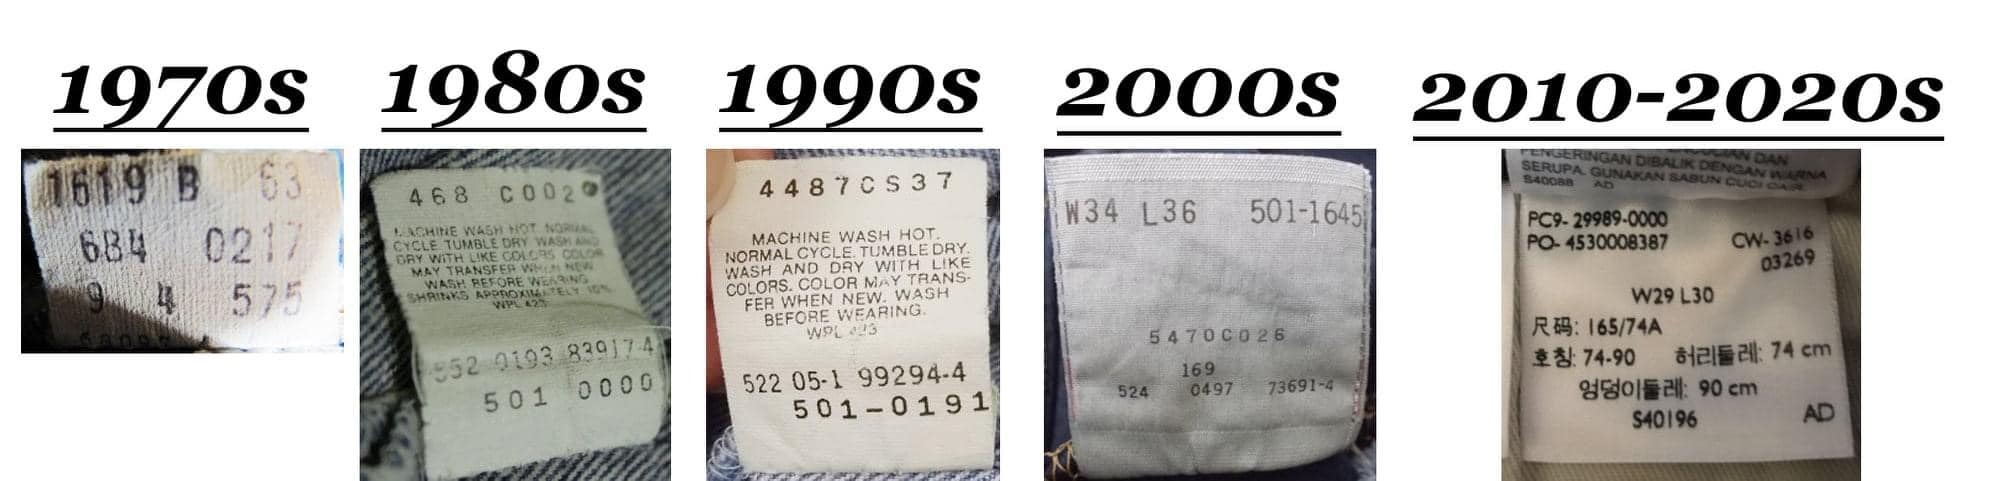 1970s
1980s
1990s
2000s
2010-2020s
1619 B 63
684 0217
9 4 575
468 C002
MACHINE WASH HOT NORMAL
CYCLE TUMBLE DRY WASH AND
DRY WITH LIKE COLORS COLOR
MAY TRANSFER WHEN NEW
WASH BEFORE WEARING
SHRINKS APPROXIMATELY 10%
WPL 423
552 0193 83917-4
501 0000
4487CS37
MACHINE WASH HOT.
NORMAL CYCLE. TUMBLE DRY.
WASH AND DRY WITH LIKE
COLORS. COLOR MAY TRANS-
FER WHEN NEW. WASH
BEFORE WEARING.
WPL 423
522 05-1 99294-4
501-0191
W34 L36 501-1645
5470C026
169
524 0497 73691-4
PENGERINGAN DIBALIK DENGAN WARNA
SERUPA. GUNAKAN SABUN CUCI CAIR.
S4008B AD
PC9- 29989-0000
PO- 4530008387 CW- 3616
03269
W29 L30
尺码: 165/74A
호칭: 74-90 허리둘레: 74 cm
엉덩이둘레: 90 cm
S40196 AD